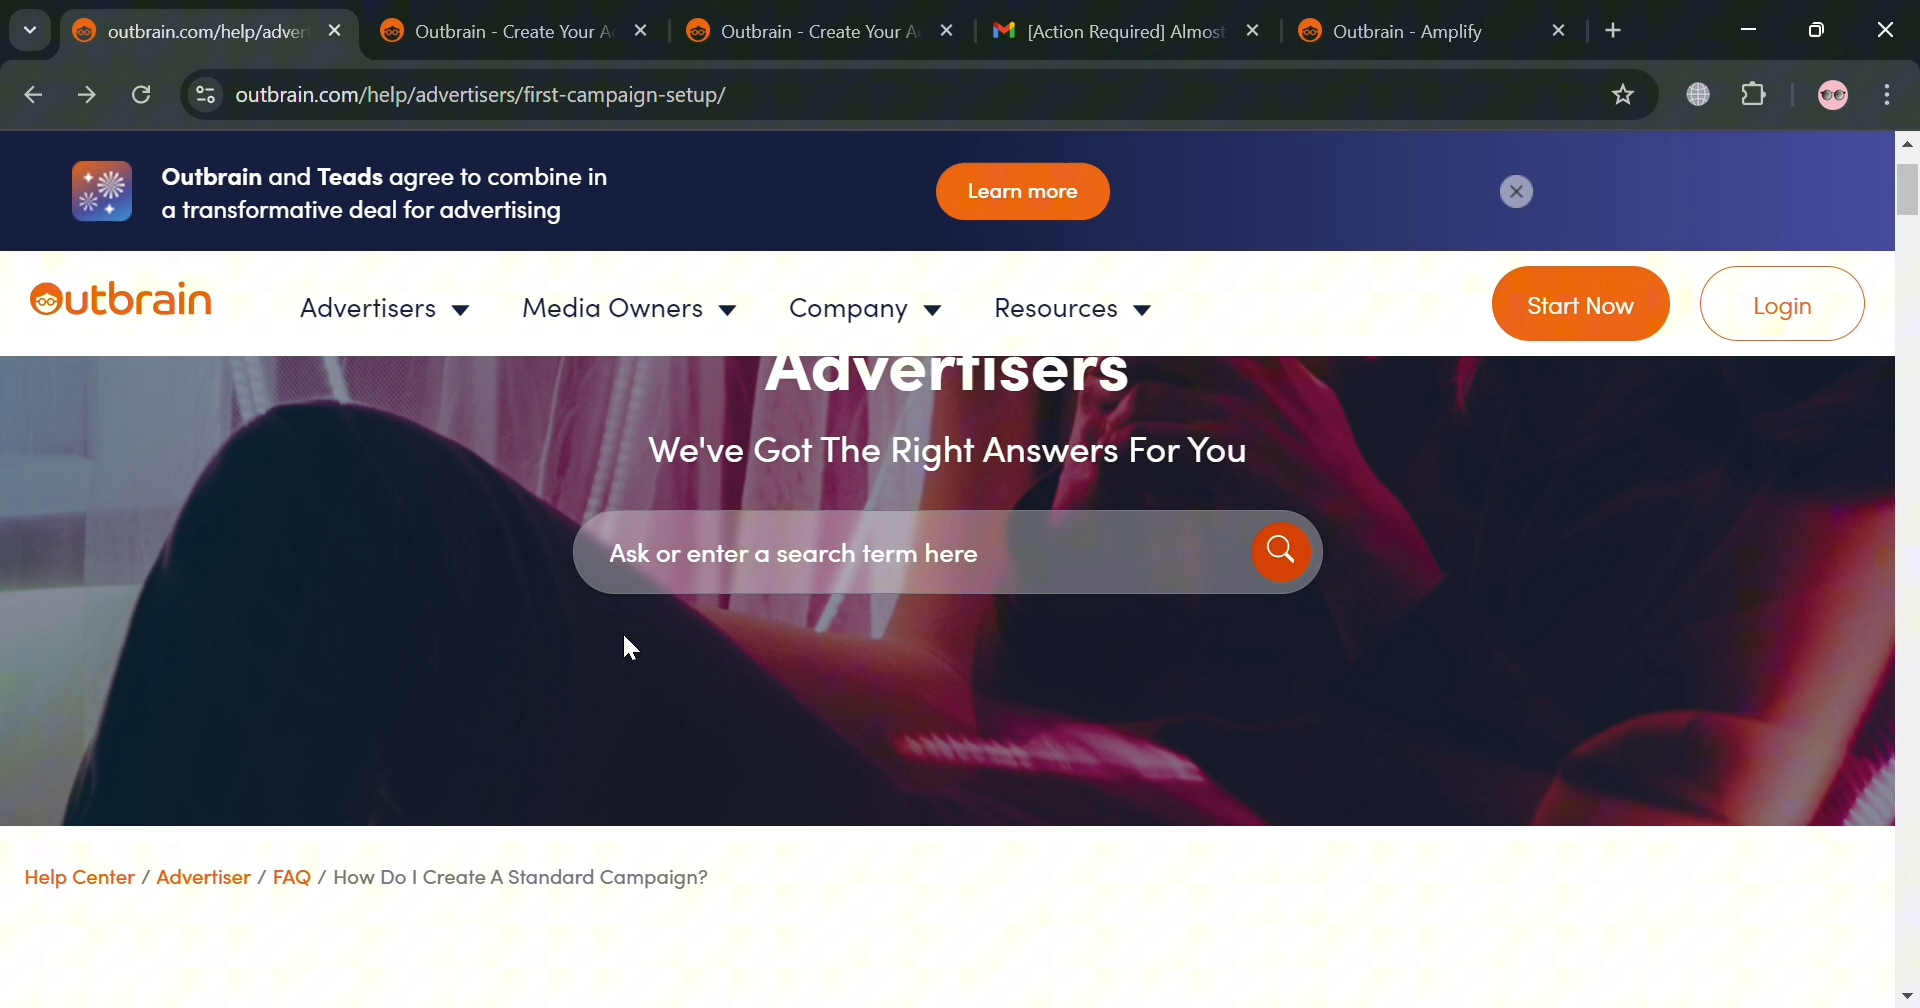 outbrain.com/help/adver
Outbrain - Create Your A
Outbrain - Create Your A
[Action Required] Almost
Outbrain - Amplify
outbrain.com/help/advertisers/first-campaign-setup/
Outbrain and Teads agree to combine in
a transformative deal for advertising
Learn more
Outbrain
Advertisers
Media Owners
Company
Resources
Start Now
Login
Advertisers
We've Got The Right Answers For You
Ask or enter a search term here
Help Center / Advertiser / FAQ / How Do I Create A Standard Campaign?